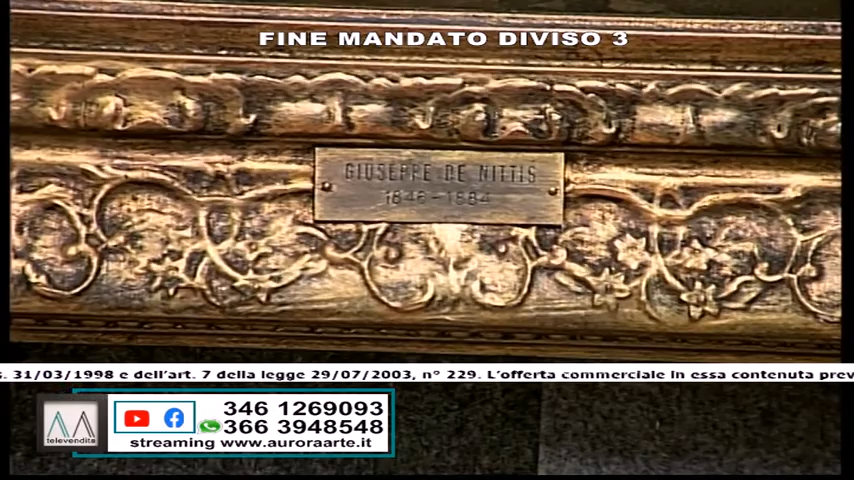 FINE MANDATO DIVISO 3
GIUSEPPE DE NITTIS
1846-1884
s. 31/03/1998 e dell'art. 7 della legge 29/07/2003, n° 229. L'offerta commerciale in essa contenuta prev
346 1269093
366 3948548
televendita
streaming www.auroraarte.it